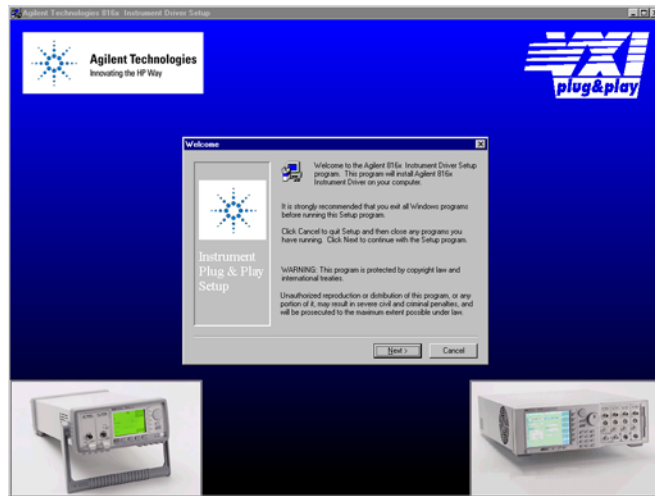 Agilent Technologies 816x Instrument Driver Setup
Agilent Technologies
Innovating the HP Way
VXI
plug&play
Welcome
Welcome to the Agilent 816x Instrument Driver Setup
program. This program will install Agilent 816x
Instrument Driver on your computer.
It is strongly recommended that you exit all Windows programs
before running this Setup program.
Click Cancel to quit Setup and then close any programs you
have running. Click Next to continue with the Setup program.
Instrument
Plug & Play
Setup
WARNING: This program is protected by copyright law and
international treaties.
Unauthorized reproduction or distribution of this program, or any
portion of it, may result in severe civil and criminal penalties, and
will be prosecuted to the maximum extent possible under law.
Next >
Cancel